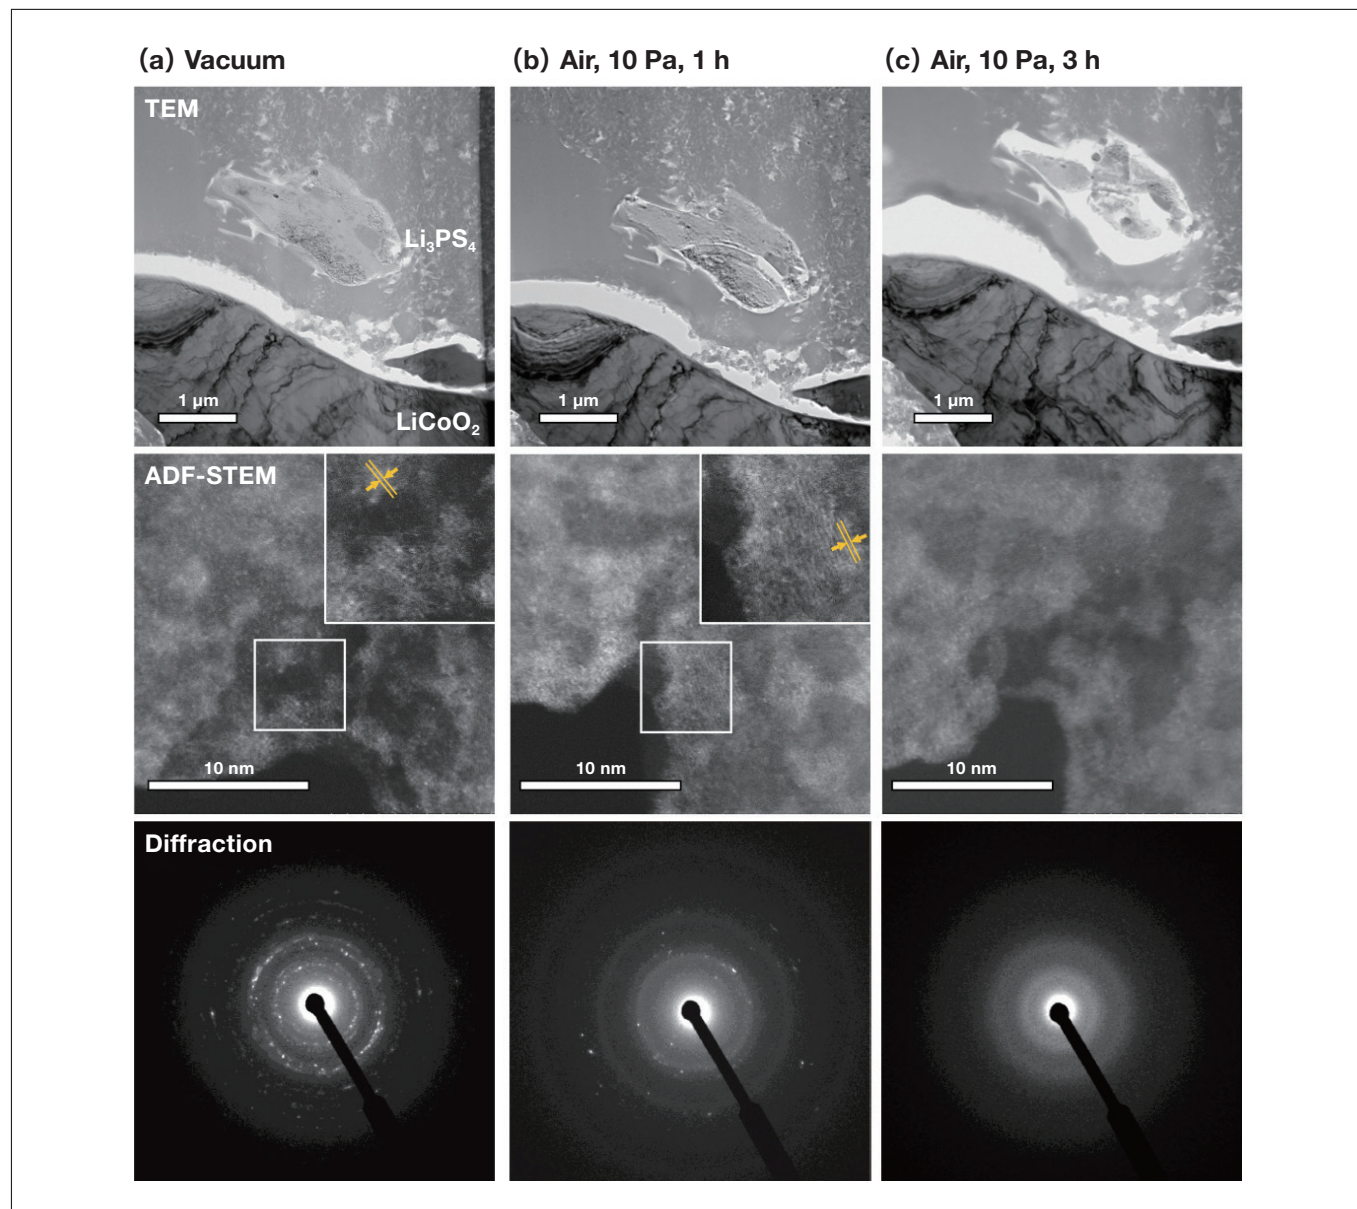 (a) Vacuum
(b) Air, 10 Pa, 1 h
(c) Air, 10 Pa, 3 h
TEM
Li₃PS₄
LiCoO₂
1 µm
1 µm
1 µm
ADF-STEM
10 nm
10 nm
10 nm
Diffraction